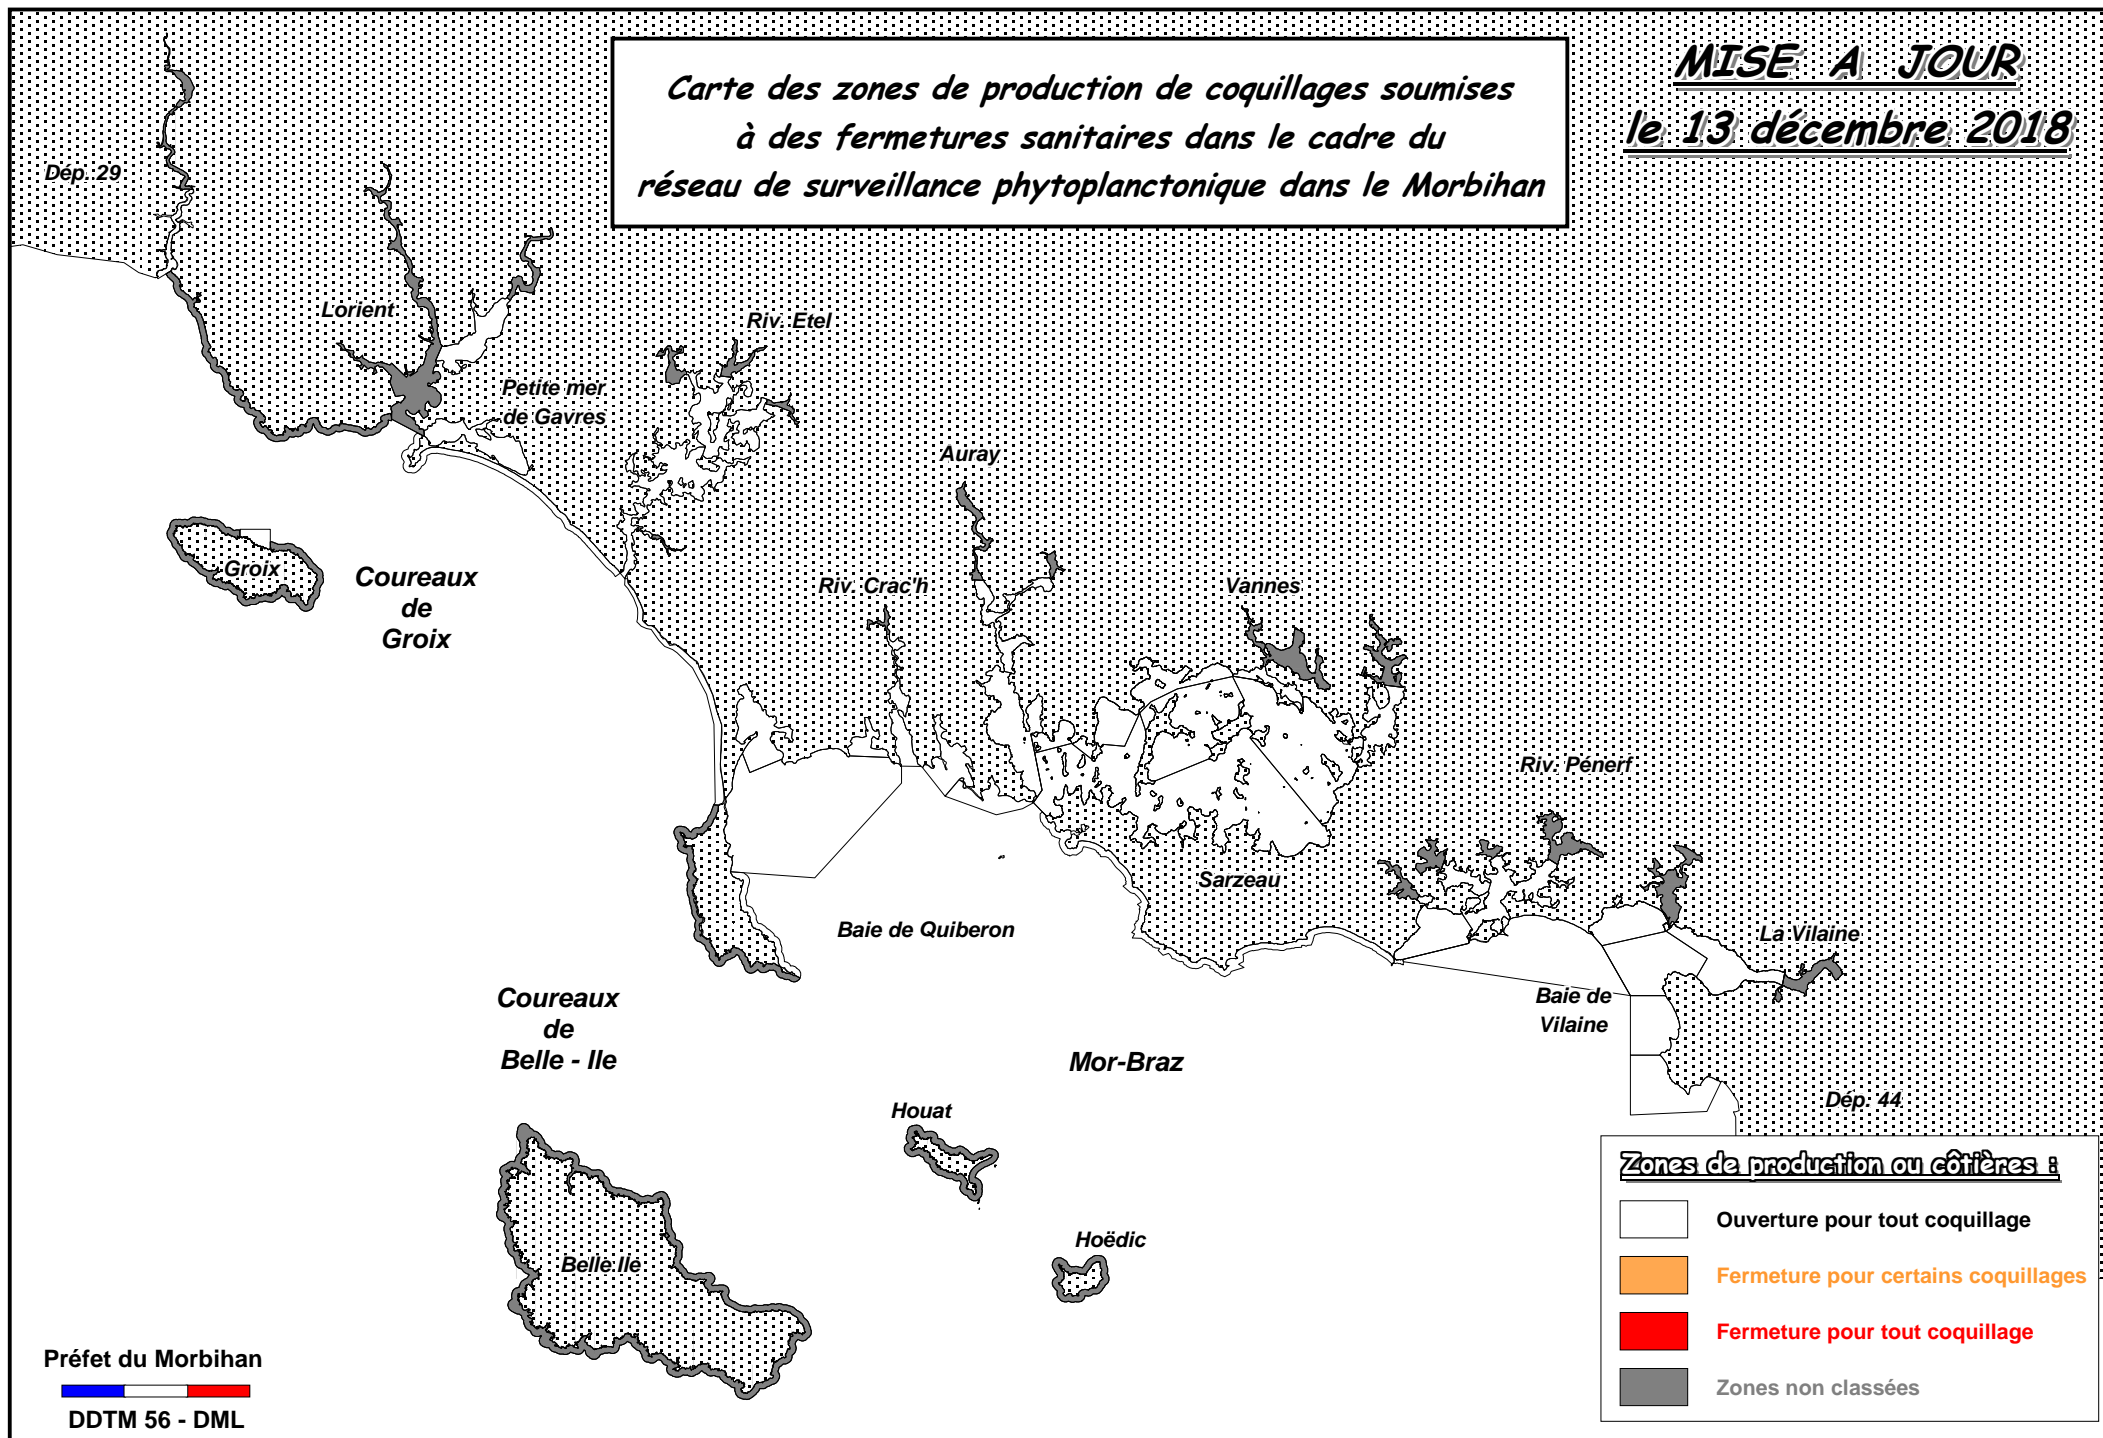 Carte des zones de production de coquillages soumises
à des fermetures sanitaires dans le cadre du
réseau de surveillance phytoplanctonique dans le Morbihan
MISE A JOUR
le 13 décembre 2018
Dép. 29
Lorient
Riv. Etel
Petite mer
de Gavres
Auray
Groix
Coureaux
de
Groix
Riv. Crac'h
Vannes
Riv. Pénerf
Sarzeau
Baie de Quiberon
La Vilaine
Coureaux
de
Belle - Ile
Baie de
Vilaine
Mor-Braz
Houat
Dép. 44
Hoëdic
Belle Ile
Zones de production ou côtières :
Ouverture pour tout coquillage
Fermeture pour certains coquillages
Fermeture pour tout coquillage
Zones non classées
Préfet du Morbihan
DDTM 56 - DML